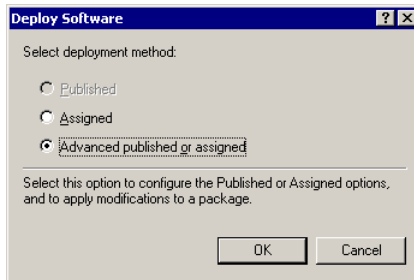 Deploy Software
Select deployment method:
Published
Assigned
Advanced published or assigned
Select this option to configure the Published or Assigned options,
and to apply modifications to a package.
OK Cancel